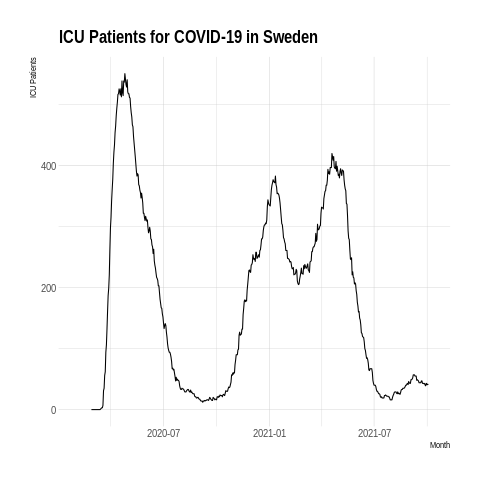 ICU Patients for COVID-19 in Sweden
ICU Patients
400
200
0
2020-07
2021-01
2021-07
Month